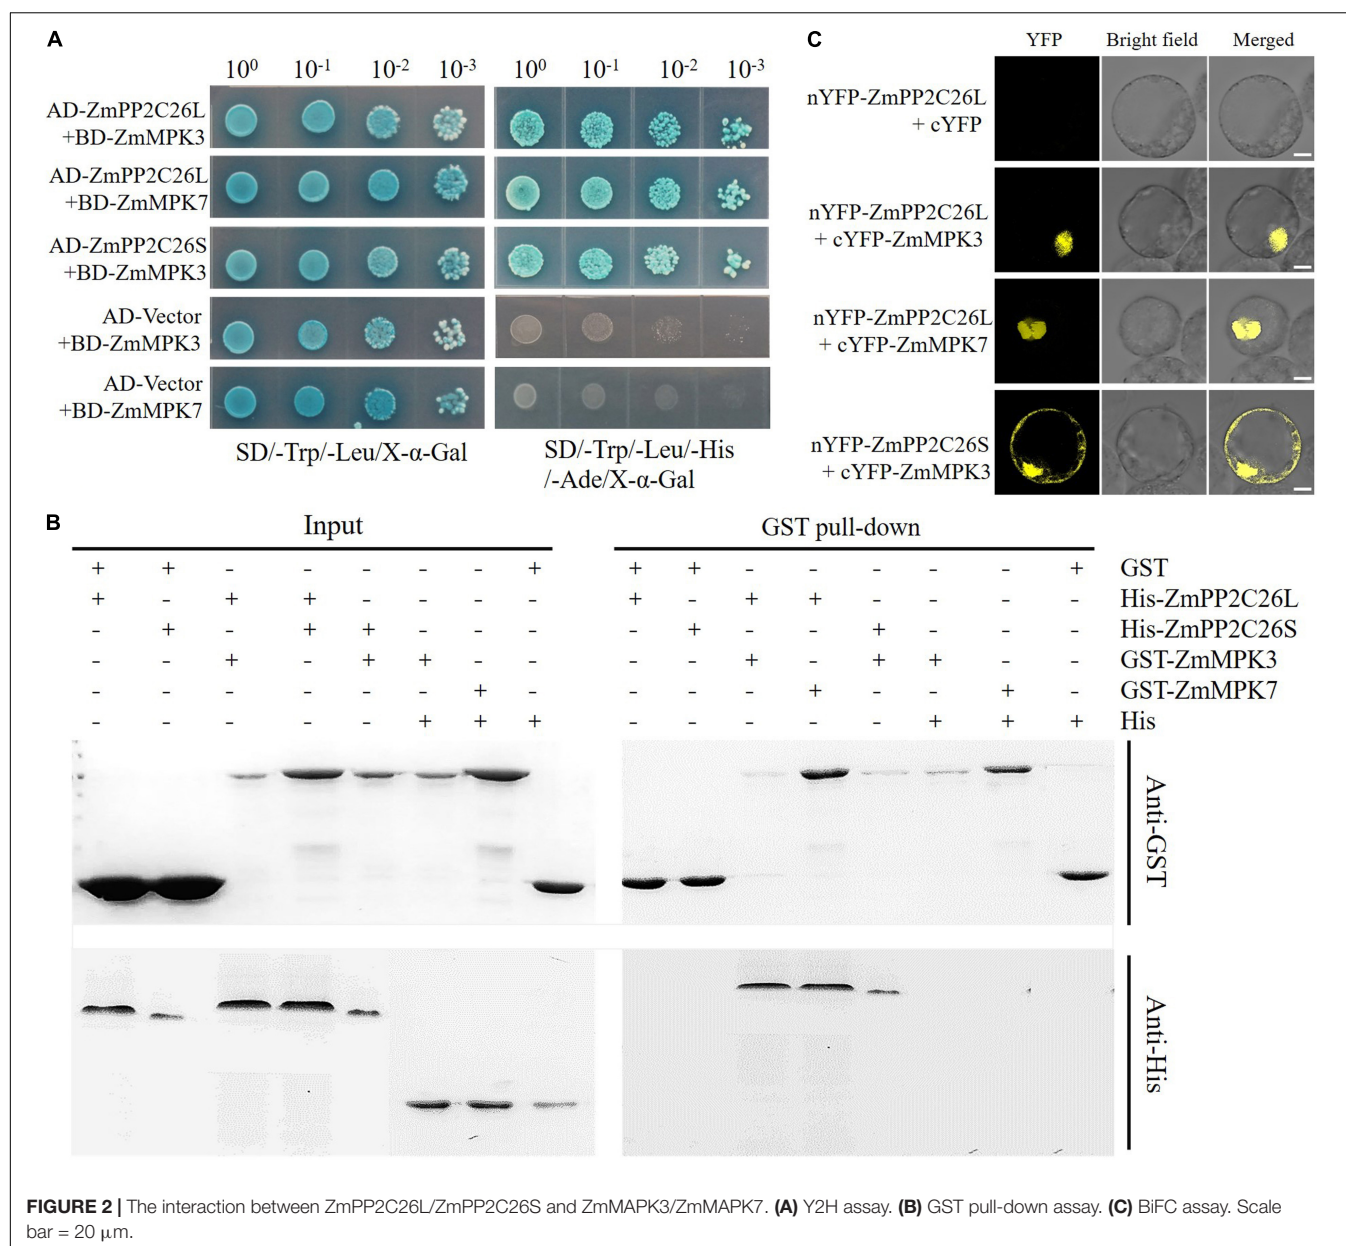 A
10⁰ 10⁻¹ 10⁻² 10⁻³ 10⁰ 10⁻¹ 10⁻² 10⁻³
AD-ZmPP2C26L
+BD-ZmMPK3
AD-ZmPP2C26L
+BD-ZmMPK7
AD-ZmPP2C26S
+BD-ZmMPK3
AD-Vector
+BD-ZmMPK3
AD-Vector
+BD-ZmMPK7
SD/-Trp/-Leu/X-α-Gal
SD/-Trp/-Leu/-His
/-Ade/X-α-Gal
C
YFP Bright field Merged
nYFP-ZmPP2C26L
+ cYFP
nYFP-ZmPP2C26L
+ cYFP-ZmMPK3
nYFP-ZmPP2C26L
+ cYFP-ZmMPK7
nYFP-ZmPP2C26S
+ cYFP-ZmMPK3
B
Input GST pull-down
+ + - - - - - + + + - - - - - + GST
+ - + + - - - - + - + + - - - - His-ZmPP2C26L
- + - + + - - - - + - - + - - - His-ZmPP2C26S
- - + - + + - - - - + - + + - - GST-ZmMPK3
- - - - - - + - - - - + - - + - GST-ZmMPK7
- - - - - + + + - - - - - + + + His
Anti-GST
Anti-His
FIGURE 2 | The interaction between ZmPP2C26L/ZmPP2C26S and ZmMAPK3/ZmMAPK7. (A) Y2H assay. (B) GST pull-down assay. (C) BiFC assay. Scale
bar = 20 μm.